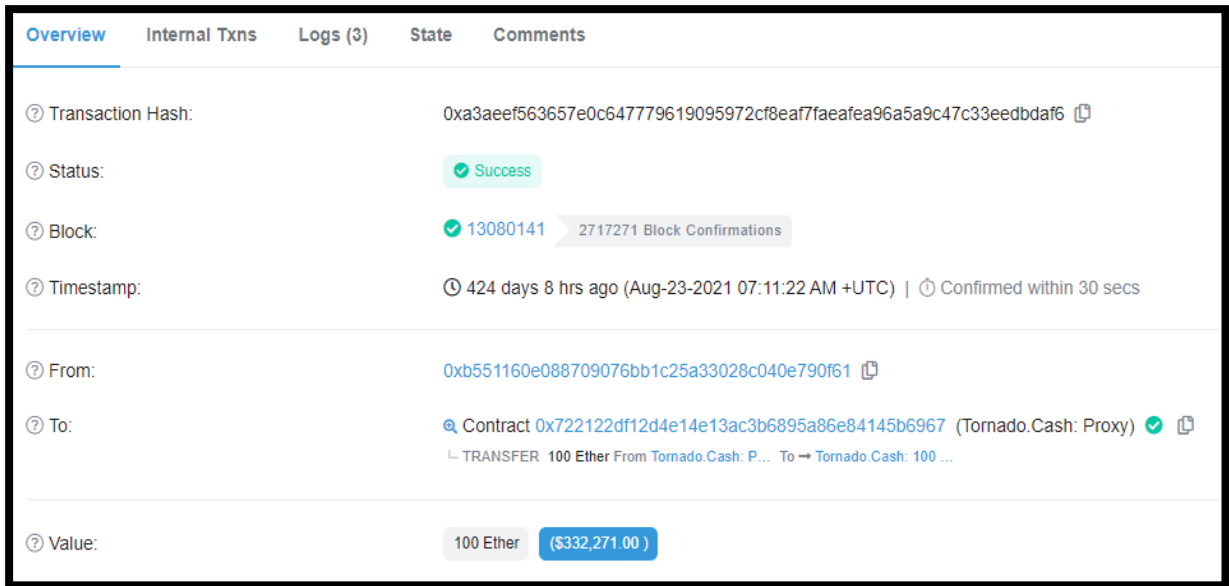 Overview Internal Txns Logs (3) State Comments
Transaction Hash: 0xa3aeef563657e0c647779619095972cf8eaf7faeafea96a5a9c47c33eedbdaf6
Status: Success
Block: 13080141 2717271 Block Confirmations
Timestamp: 424 days 8 hrs ago (Aug-23-2021 07:11:22 AM +UTC) | Confirmed within 30 secs
From: 0xb551160e088709076bb1c25a33028c040e790f61
To: Contract 0x722122df12d4e14e13ac3b6895a86e84145b6967 (Tornado.Cash: Proxy)
TRANSFER 100 Ether From Tornado.Cash: P... To → Tornado.Cash: 100 ...
Value: 100 Ether ($332,271.00 )